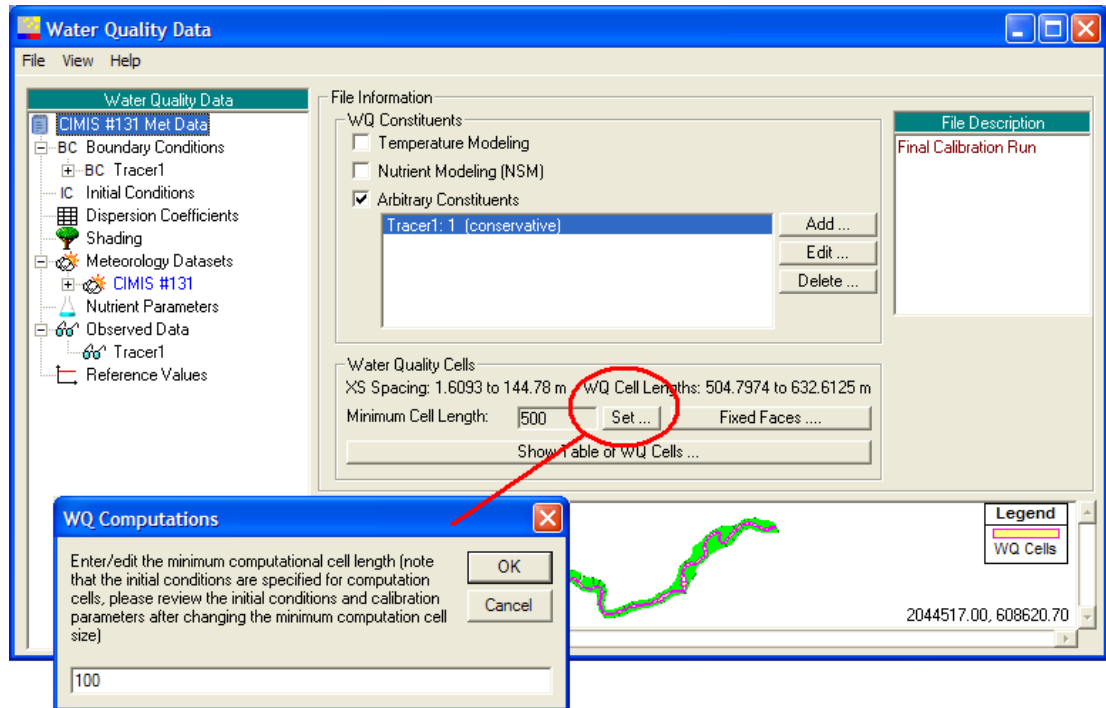 Water Quality Data
File View Help
Water Quality Data
CIMIS #131 Met Data
BC Boundary Conditions
BC Tracer1
IC Initial Conditions
Dispersion Coefficients
Shading
Meteorology Datasets
CIMIS #131
Nutrient Parameters
Observed Data
Tracer1
Reference Values
File Information
WQ Constituents
Temperature Modeling
Nutrient Modeling (NSM)
Arbitrary Constituents
Tracer1: 1 (conservative)
Add ...
Edit ...
Delete ...
File Description
Final Calibration Run
Water Quality Cells
XS Spacing: 1.6093 to 144.78 m WQ Cell Lengths: 504.7974 to 632.6125 m
Minimum Cell Length: 500 Set ... Fixed Faces ....
Show Table of WQ Cells ...
WQ Computations
Enter/edit the minimum computational cell length (note
that the initial conditions are specified for computation
cells, please review the initial conditions and calibration
parameters after changing the minimum computation cell
size)
OK
Cancel
100
Legend
WQ Cells
2044517.00, 608620.70